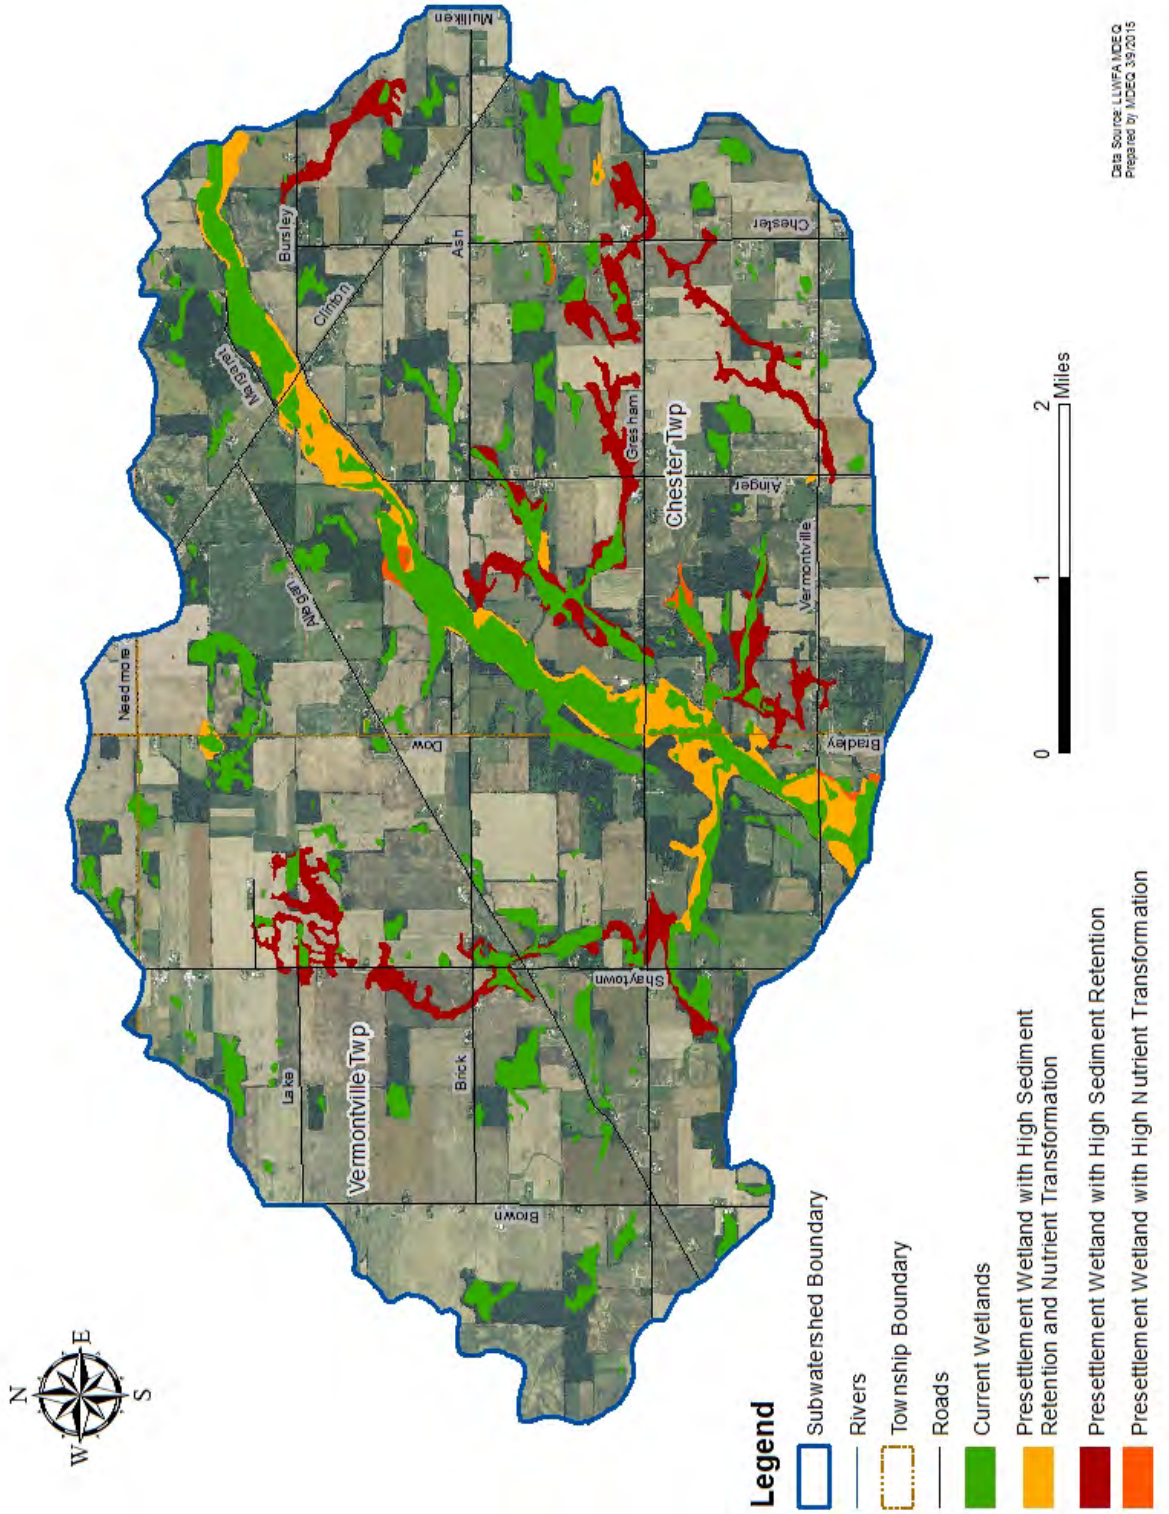 Mulliken
Needmore
Bursley
Margaret
Clinton
Ash
Allegan
Dow
Chester
Gresham
Chester Twp
Ainger
Vermontville
Bradley
Lake
Vermontville Twp
Brick
Shaytown
Brown
N
W
E
S
Legend
Subwatershed Boundary
Rivers
Township Boundary
Roads
Current Wetlands
Presettlement Wetland with High Sediment
Retention and Nutrient Transformation
Presettlement Wetland with High Sediment Retention
Presettlement Wetland with High Nutrient Transformation
0
1
2
Miles
Data Source: LLWFA MDEQ
Prepared by MDEQ 3/9/2015